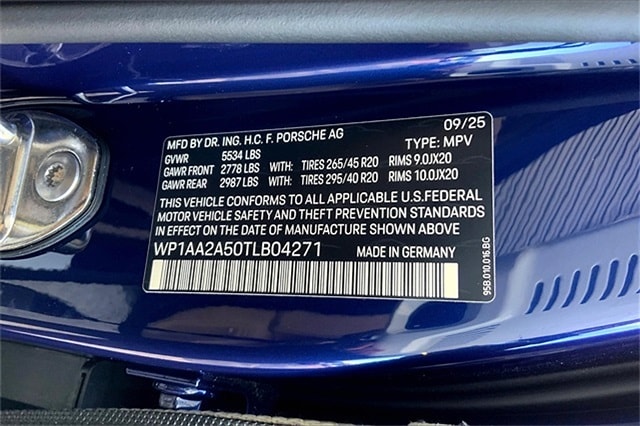 MFD BY DR. ING. H.C. F. PORSCHE AG 09/25
GVWR 5534 LBS TYPE: MPV
GAWR FRONT 2778 LBS WITH: TIRES 265/45 R20 RIMS 9.0JX20
GAWR REAR 2987 LBS WITH: TIRES 295/40 R20 RIMS 10.0JX20
THIS VEHICLE CONFORMS TO ALL APPLICABLE U.S.FEDERAL
MOTOR VEHICLE SAFETY AND THEFT PREVENTION STANDARDS
IN EFFECT ON THE DATE OF MANUFACTURE SHOWN ABOVE
WP1AA2A50TLB04271 MADE IN GERMANY
95B.010.016.BG